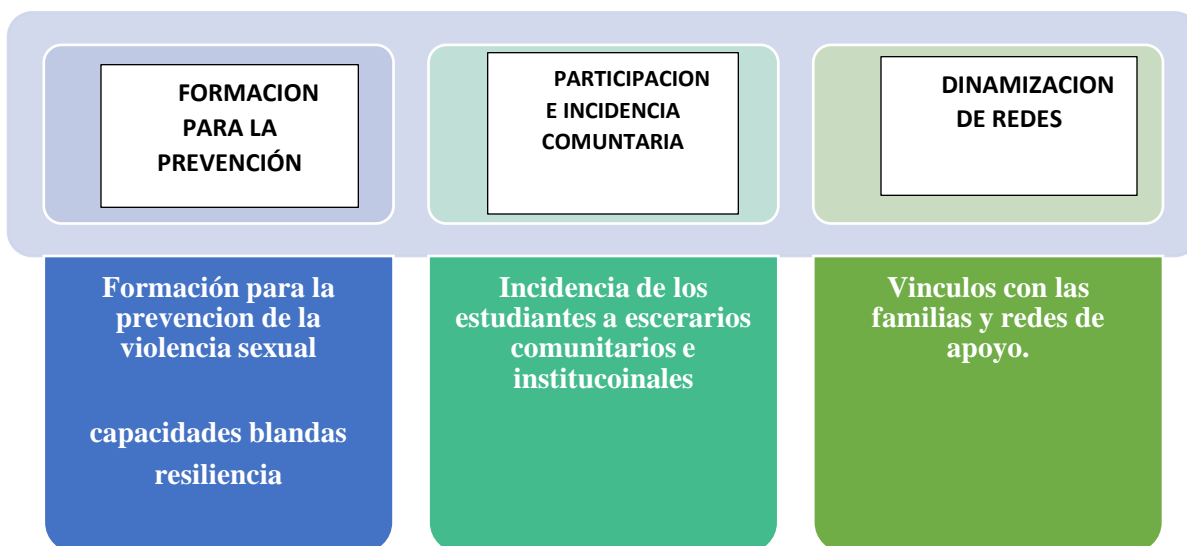 FORMACION
PARA LA
PREVENCIÓN
PARTICIPACION
E INCIDENCIA
COMUNTARIA
DINAMIZACION
DE REDES
Formación para la
prevencion de la
violencia sexual
capacidades blandas
resiliencia
Incidencia de los
estudiantes a escerarios
comunitarios e
institucoinales
Vinculos con las
familias y redes de
apoyo.